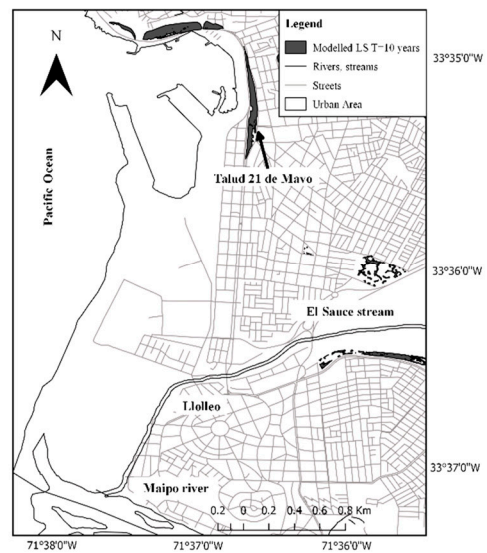 Legend
Modelled LS T=10 years
Rivers, streams
Streets
Urban Area
N
Pacific Ocean
Talud 21 de Mayo
El Sauce stream
Llolleo
Maipo river
0.2 0 0.2 0.4 0.6 0.8 Km
33°35'0"W
33°36'0"W
33°37'0"W
71°38'0"W 71°37'0"W 71°36'0"W